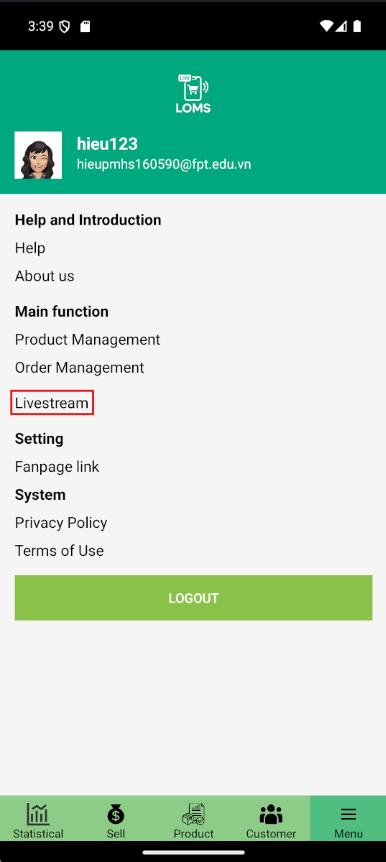 3:39
LIVE
LOMS
hieu123
hieupmhs160590@fpt.edu.vn
Help and Introduction
Help
About us
Main function
Product Management
Order Management
Livestream
Setting
Fanpage link
System
Privacy Policy
Terms of Use
LOGOUT
Statistical Sell Product Customer Menu